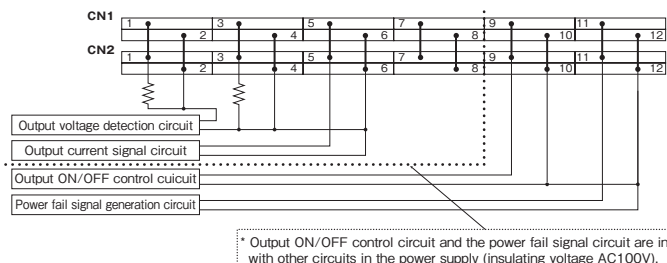 CN1 1 2 3 4 5 6 7 8 9 10 11 12
CN2 1 2 3 4 5 6 7 8 9 10 11 12
Output voltage detection circuit
Output current signal circuit
Output ON/OFF control cuicuit
Power fail signal generation circuit
* Output ON/OFF control circuit and the power fail signal circuit are in
with other circuits in the power supply (insulating voltage AC100V).